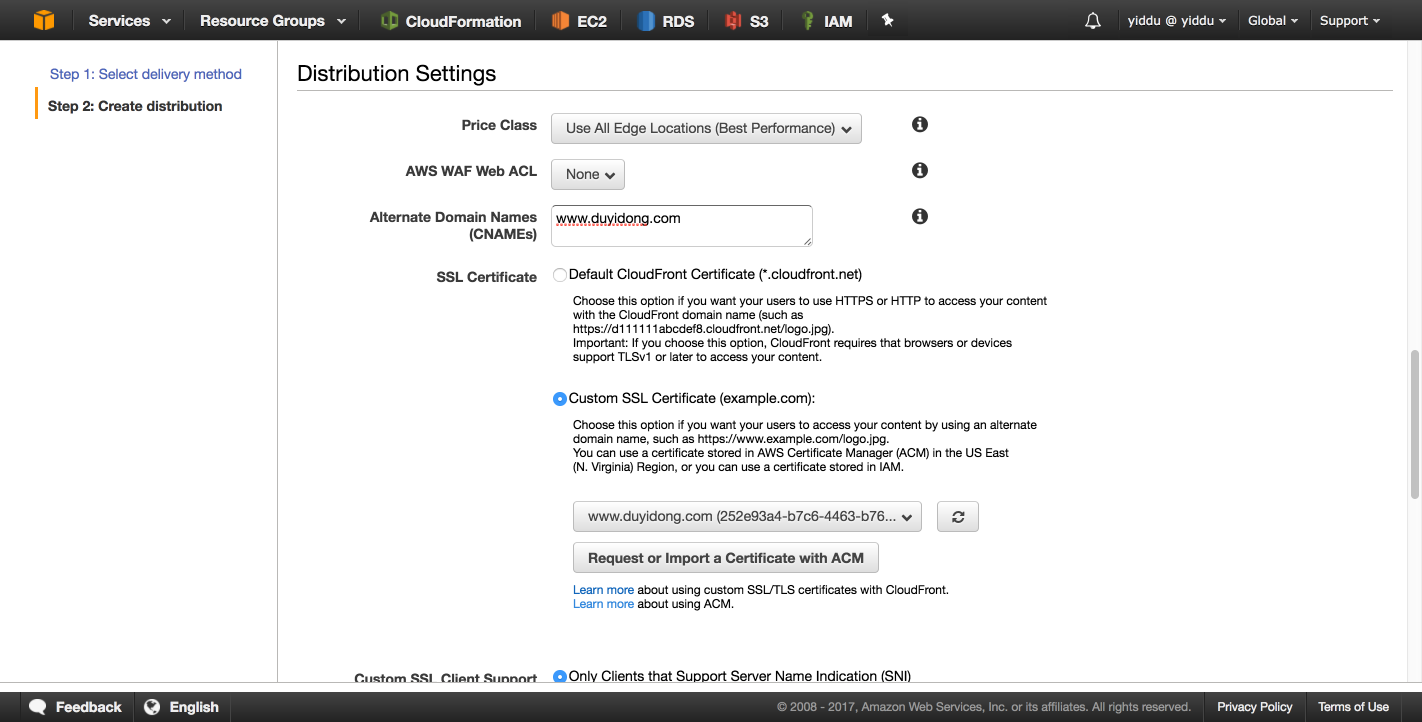 Services Resource Groups CloudFormation EC2 RDS S3 IAM yiddu @ yiddu Global Support
Step 1: Select delivery method
Step 2: Create distribution
Distribution Settings
Price Class Use All Edge Locations (Best Performance)
AWS WAF Web ACL None
Alternate Domain Names www.duyidong.com
(CNAMEs)
SSL Certificate Default CloudFront Certificate (*.cloudfront.net)
Choose this option if you want your users to use HTTPS or HTTP to access your content
with the CloudFront domain name (such as
https://d111111abcdef8.cloudfront.net/logo.jpg).
Important: If you choose this option, CloudFront requires that browsers or devices
support TLSv1 or later to access your content.
Custom SSL Certificate (example.com):
Choose this option if you want your users to access your content by using an alternate
domain name, such as https://www.example.com/logo.jpg.
You can use a certificate stored in AWS Certificate Manager (ACM) in the US East
(N. Virginia) Region, or you can use a certificate stored in IAM.
www.duyidong.com (252e93a4-b7c6-4463-b76...
Request or Import a Certificate with ACM
Learn more about using custom SSL/TLS certificates with CloudFront.
Learn more about using ACM.
Custom SSL Client Support Only Clients that Support Server Name Indication (SNI)
Feedback English © 2008 - 2017, Amazon Web Services, Inc. or its affiliates. All rights reserved. Privacy Policy Terms of Use